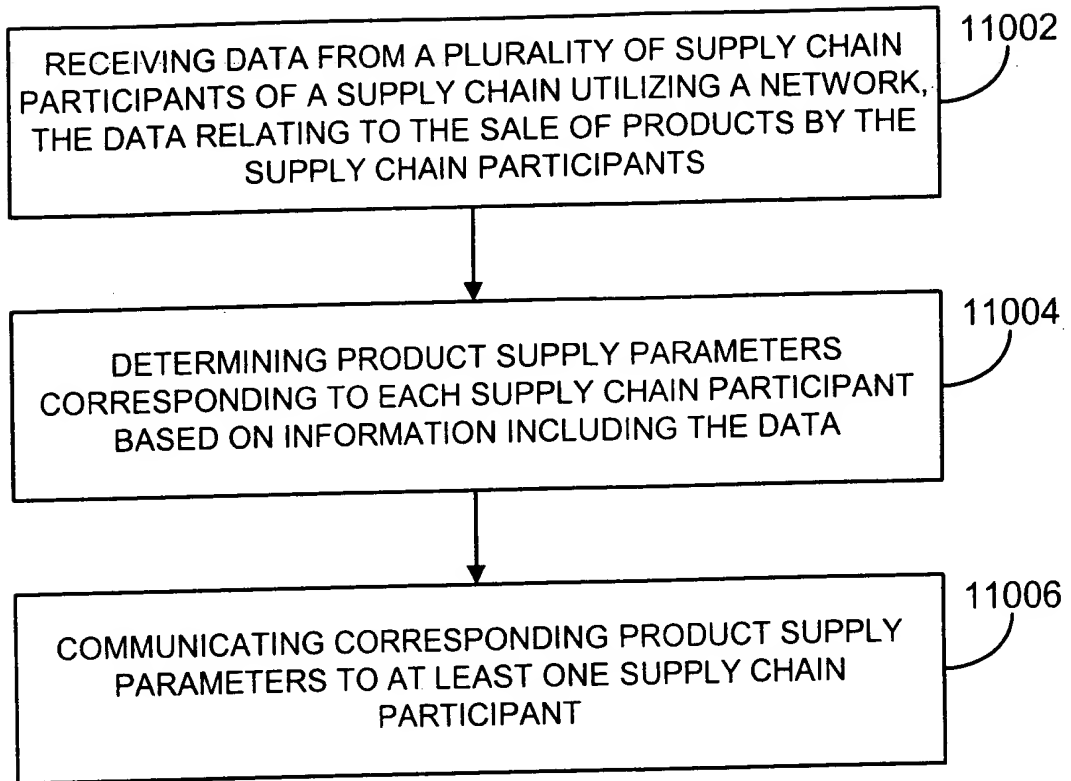 11002
RECEIVING DATA FROM A PLURALITY OF SUPPLY CHAIN
PARTICIPANTS OF A SUPPLY CHAIN UTILIZING A NETWORK,
THE DATA RELATING TO THE SALE OF PRODUCTS BY THE
SUPPLY CHAIN PARTICIPANTS
11004
DETERMINING PRODUCT SUPPLY PARAMETERS
CORRESPONDING TO EACH SUPPLY CHAIN PARTICIPANT
BASED ON INFORMATION INCLUDING THE DATA
11006
COMMUNICATING CORRESPONDING PRODUCT SUPPLY
PARAMETERS TO AT LEAST ONE SUPPLY CHAIN
PARTICIPANT